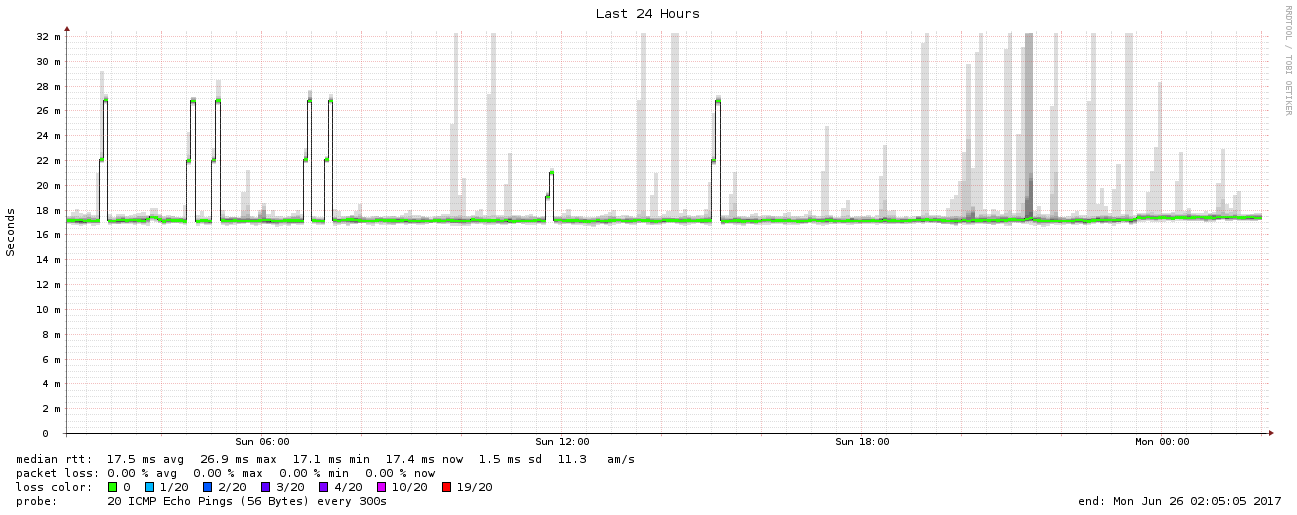 Last 24 Hours
RRDTOOL / TOBI OETIKER
Seconds
32 m
30 m
28 m
26 m
24 m
22 m
20 m
18 m
16 m
14 m
12 m
10 m
8 m
6 m
4 m
2 m
0
Sun 06:00 Sun 12:00 Sun 18:00 Mon 00:00
median rtt: 17.5 ms avg 26.9 ms max 17.1 ms min 17.4 ms now 1.5 ms sd 11.3 am/s
packet loss: 0.00 % avg 0.00 % max 0.00 % min 0.00 % now
loss color: 0 1/20 2/20 3/20 4/20 10/20 19/20
probe: 20 ICMP Echo Pings (56 Bytes) every 300s end: Mon Jun 26 02:05:05 2017